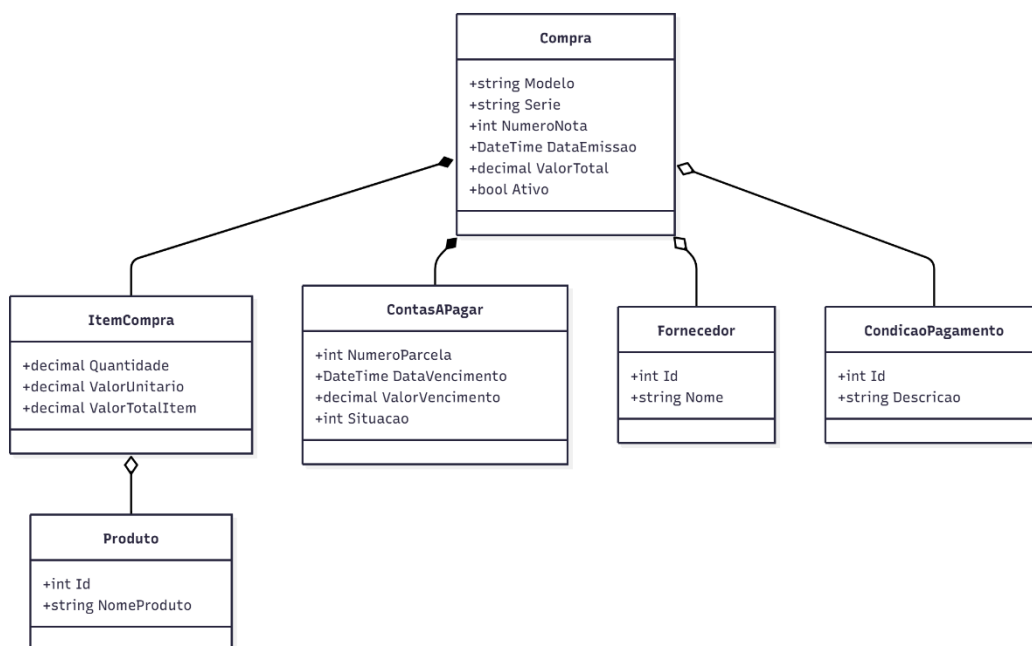 Compra
+string Modelo
+string Serie
+int NumeroNota
+DateTime DataEmissao
+decimal ValorTotal
+bool Ativo
ItemCompra
+decimal Quantidade
+decimal ValorUnitario
+decimal ValorTotalItem
ContasAPagar
+int NumeroParcela
+DateTime DataVencimento
+decimal ValorVencimento
+int Situacao
Fornecedor
+int Id
+string Nome
CondicaoPagamento
+int Id
+string Descricao
Produto
+int Id
+string NomeProduto